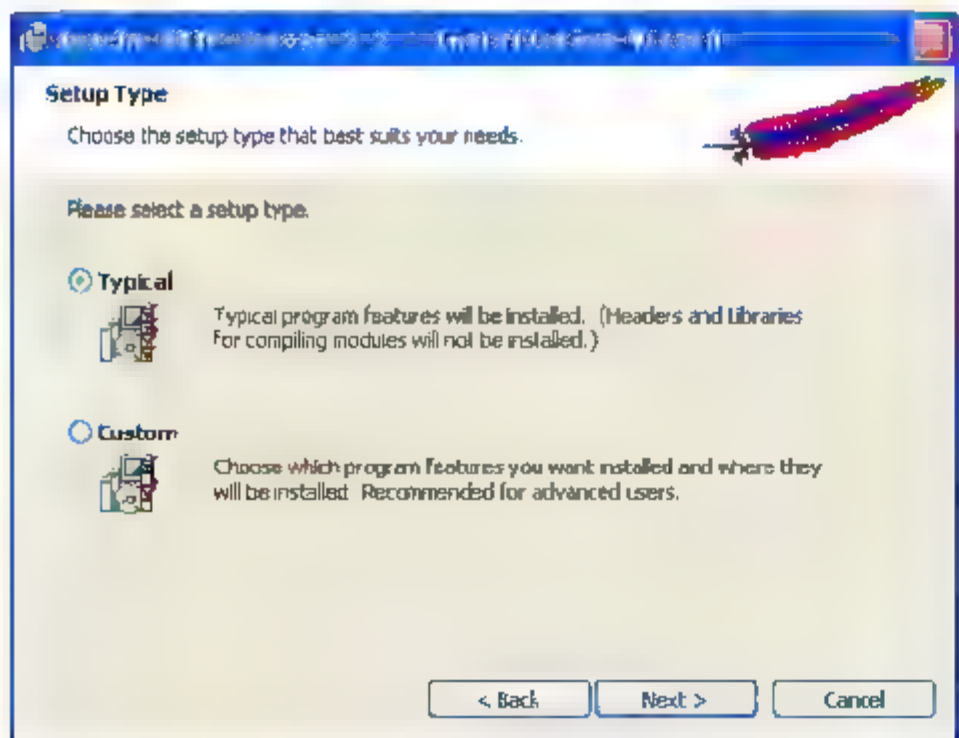 Setup Type
Choose the setup type that best suits your needs.
Please select a setup type.
Typical
Typical program features will be installed. (Headers and Libraries
for compiling modules will not be installed.)
Custom
Choose which program features you want installed and where they
will be installed. Recommended for advanced users.
< Back
Next >
Cancel